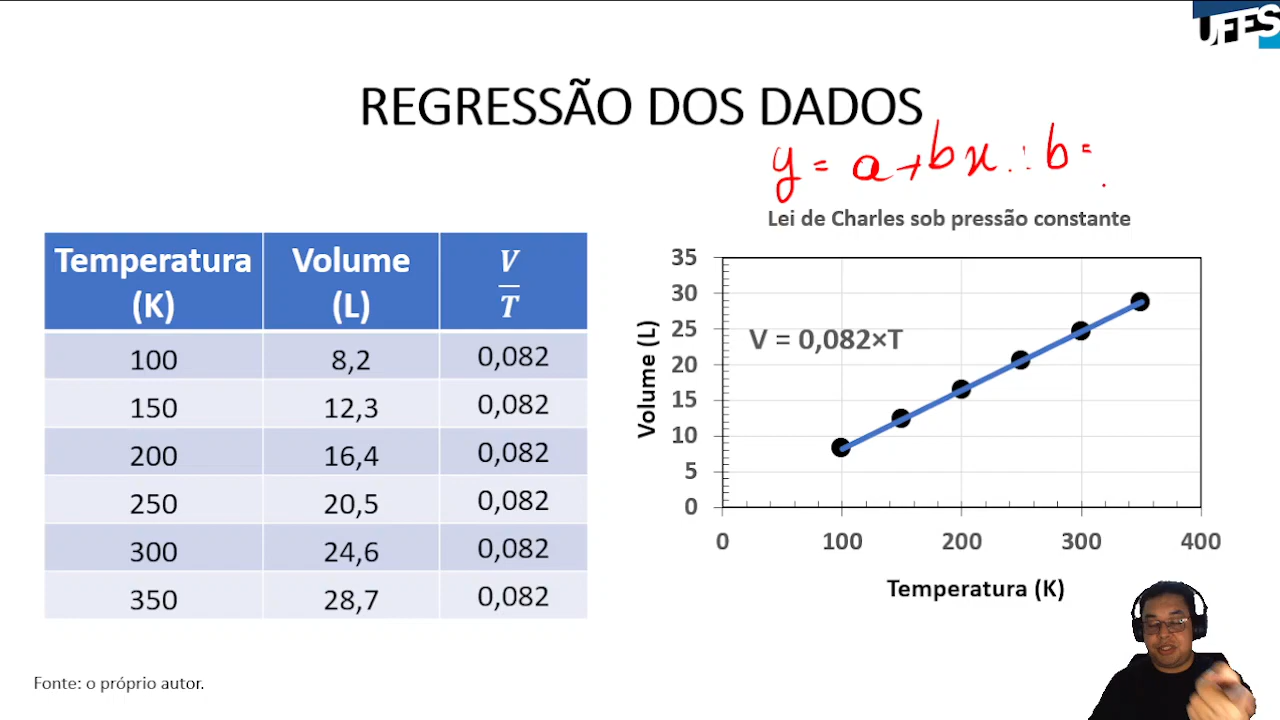 UFES
REGRESSÃO DOS DADOS
y = a + bx ∴ b =
Temperatura (K) Volume (L) V/T
100 8,2 0,082
150 12,3 0,082
200 16,4 0,082
250 20,5 0,082
300 24,6 0,082
350 28,7 0,082
Lei de Charles sob pressão constante
V = 0,082×T
Volume (L)
35
30
25
20
15
10
5
0
0 100 200 300 400
Temperatura (K)
Fonte: o próprio autor.